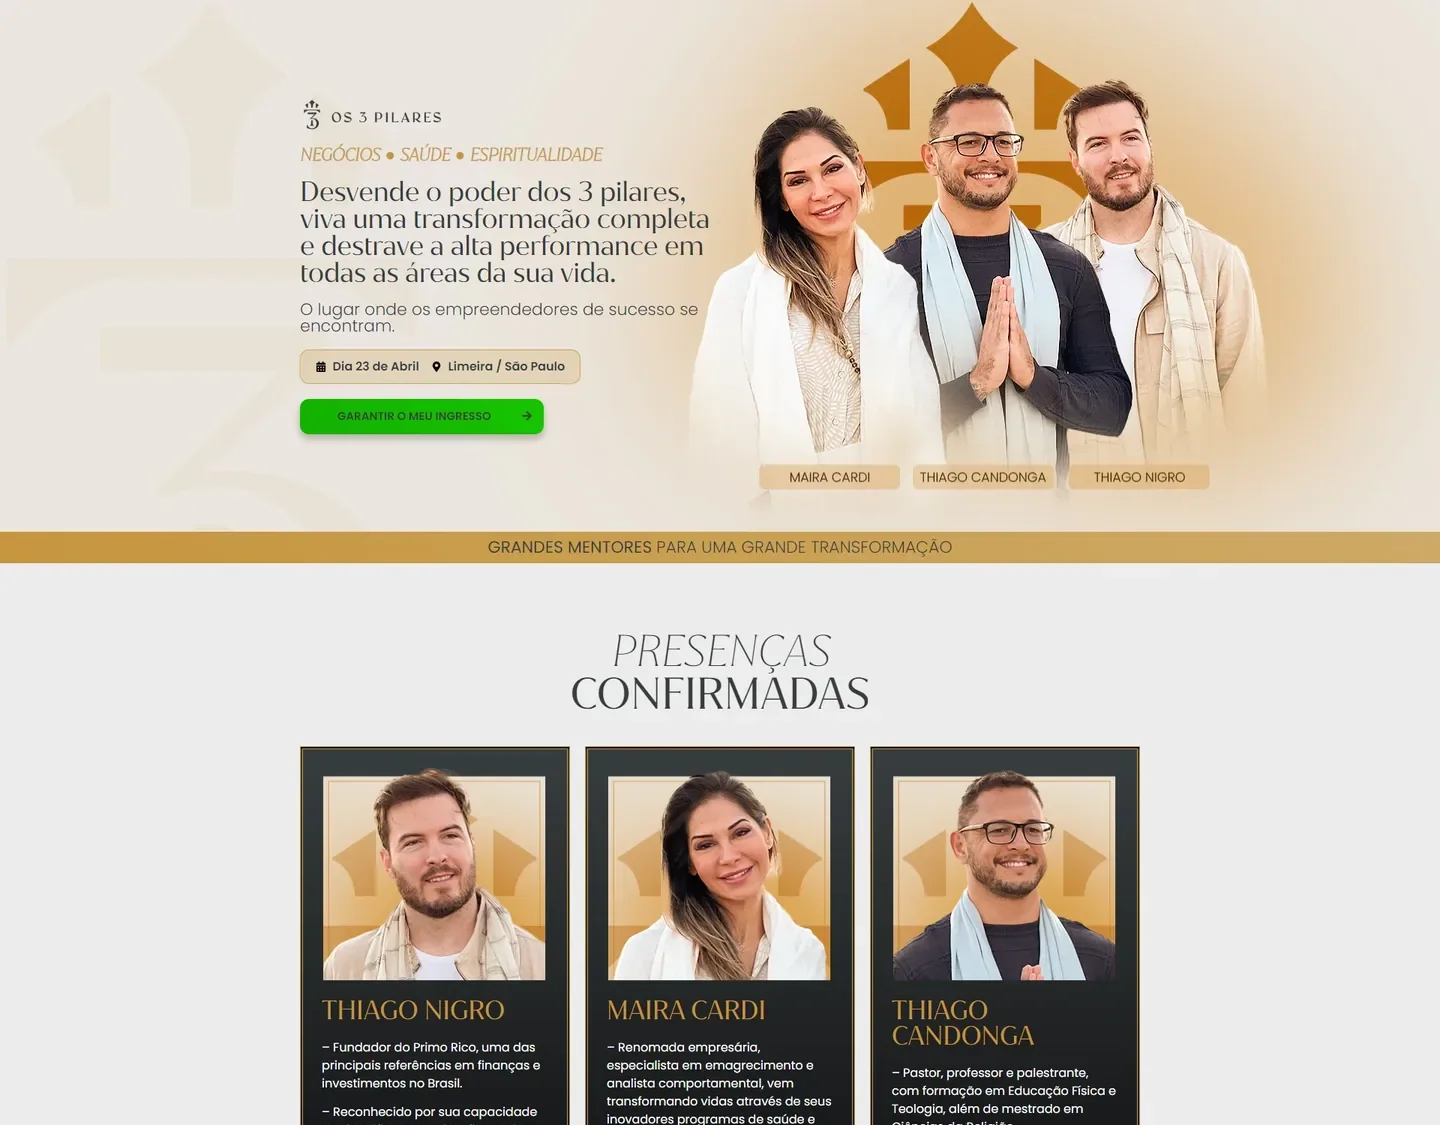 OS 3 PILARES
NEGÓCIOS • SAÚDE • ESPIRITUALIDADE
Desvende o poder dos 3 pilares,
viva uma transformação completa
e destrave a alta performance em
todas as áreas da sua vida.
O lugar onde os empreendedores de sucesso se
encontram.
Dia 23 de Abril Limeira / São Paulo
GARANTIR O MEU INGRESSO
MAIRA CARDI
THIAGO CANDONGA
THIAGO NIGRO
GRANDES MENTORES PARA UMA GRANDE TRANSFORMAÇÃO
PRESENÇAS
CONFIRMADAS
THIAGO NIGRO
– Fundador do Primo Rico, uma das
principais referências em finanças e
investimentos no Brasil.
– Reconhecido por sua capacidade
MAIRA CARDI
– Renomada empresária,
especialista em emagrecimento e
analista comportamental, vem
transformando vidas através de seus
inovadores programas de saúde e
THIAGO
CANDONGA
– Pastor, professor e palestrante,
com formação em Educação Física e
Teologia, além de mestrado em